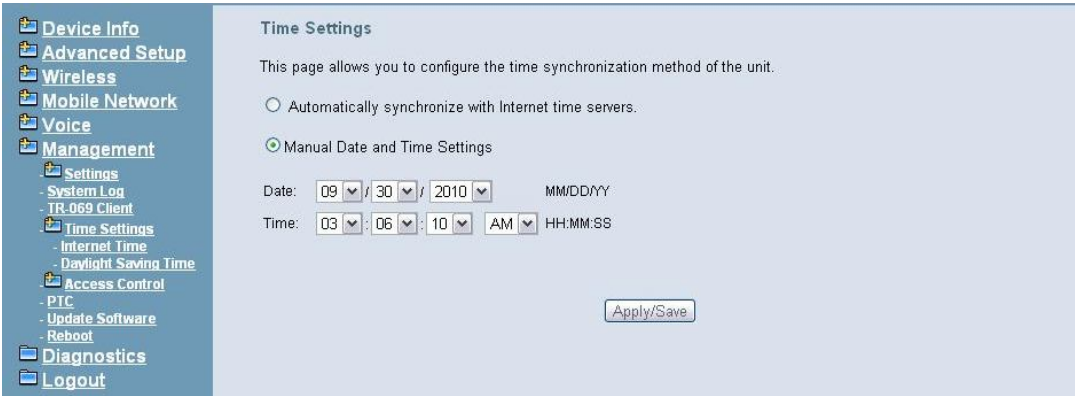 Device Info
Advanced Setup
Wireless
Mobile Network
Voice
Management
Settings
- System Log
- TR-069 Client
Time Settings
- Internet Time
- Daylight Saving Time
Access Control
- PTC
- Update Software
- Reboot
Diagnostics
Logout
Time Settings
This page allows you to configure the time synchronization method of the unit.
Automatically synchronize with Internet time servers.
Manual Date and Time Settings
Date: 09 / 30 / 2010 MM/DD/YY
Time: 03 : 06 : 10 AM HH:MM:SS
Apply/Save